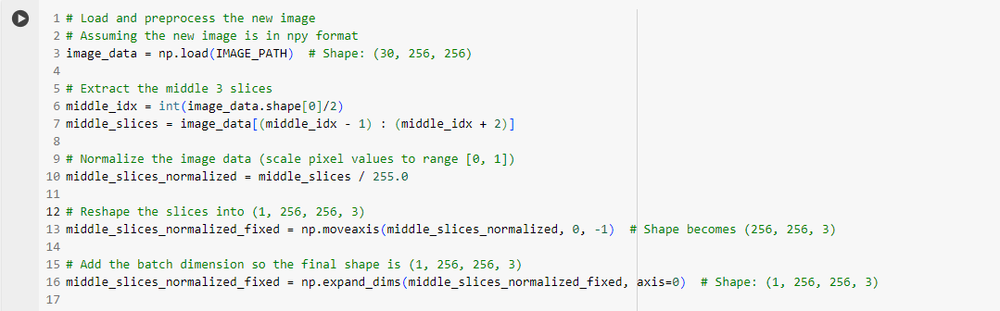 1 # Load and preprocess the new image
2 # Assuming the new image is in npy format
3 image_data = np.load(IMAGE_PATH)  # Shape: (30, 256, 256)
4
5 # Extract the middle 3 slices
6 middle_idx = int(image_data.shape[0]/2)
7 middle_slices = image_data[(middle_idx - 1) : (middle_idx + 2)]
8
9 # Normalize the image data (scale pixel values to range [0, 1])
10 middle_slices_normalized = middle_slices / 255.0
11
12 # Reshape the slices into (1, 256, 256, 3)
13 middle_slices_normalized_fixed = np.moveaxis(middle_slices_normalized, 0, -1)  # Shape becomes (256, 256, 3)
14
15 # Add the batch dimension so the final shape is (1, 256, 256, 3)
16 middle_slices_normalized_fixed = np.expand_dims(middle_slices_normalized_fixed, axis=0)  # Shape: (1, 256, 256, 3)
17